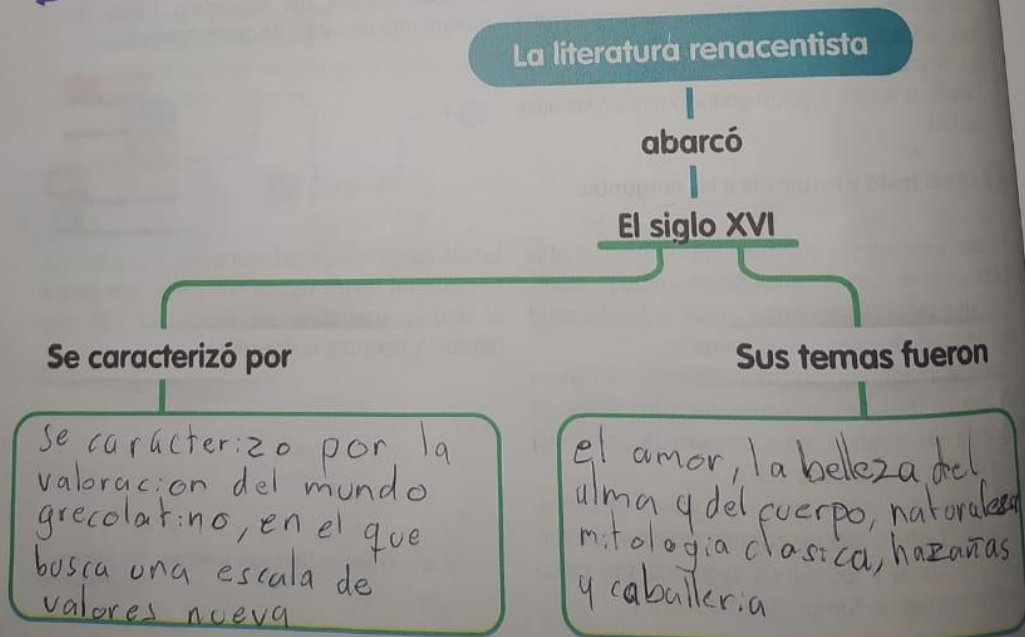 La literatura renacentista
abarcó
El siglo XVI
Se caracterizó por
se carácterizo por la
valoracion del mundo
grecolatino, en el que
busca una escala de
valores nueva
Sus temas fueron
el amor, la belleza del
alma y del cuerpo, naturaleza
mitologia clasica, hazañas
y caballeria